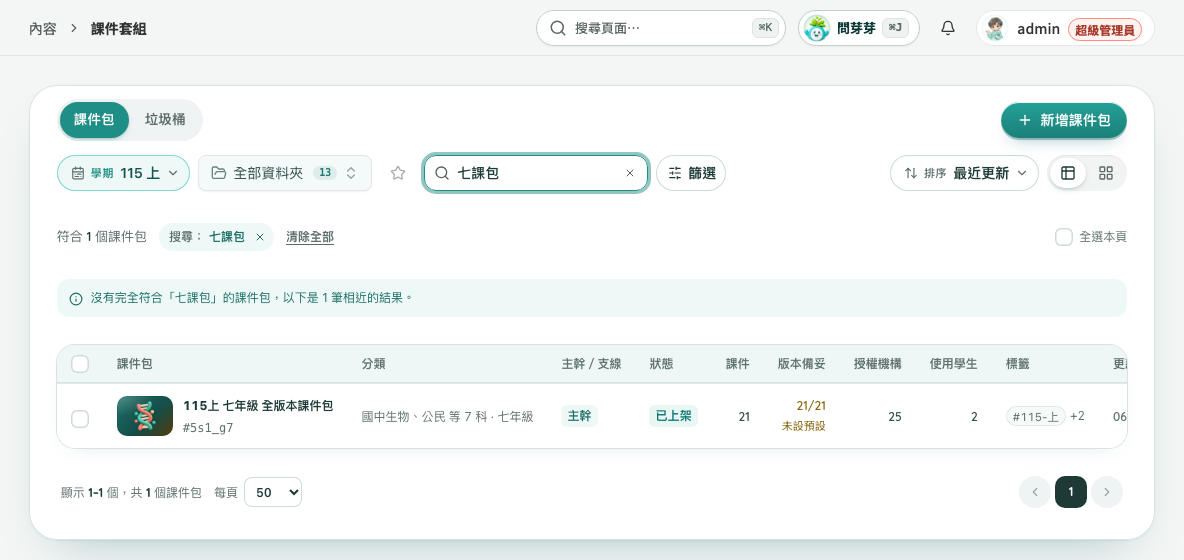 內容 > 課件套組
搜尋頁面⋯ ⌘K
問芽芽 ⌘J
admin 超級管理員
課件包 垃圾桶
+ 新增課件包
學期 115 上
全部資料夾 13
七課包 ×
篩選
排序 最近更新
符合 1 個課件包 搜尋： 七課包 × 清除全部
全選本頁
沒有完全符合「七課包」的課件包，以下是 1 筆相近的結果。
課件包 分類 主幹 / 支線 狀態 課件 版本備妥 授權機構 使用學生 標籤
115上 七年級 全版本課件包
#5s1_g7
國中生物、公民 等 7 科 · 七年級
主幹
已上架
21
21/21
未設預設
25
2
#115-上 +2
06
顯示 1-1 個，共 1 個課件包 每頁 50
1